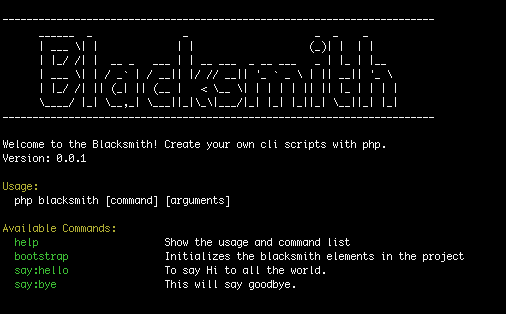 Blacksmith
Welcome to the Blacksmith! Create your own cli scripts with php.
Version: 0.0.1
Usage:
php blacksmith [command] [arguments]
Available Commands:
help Show the usage and command list
bootstrap Initializes the blacksmith elements in the project
say:hello To say Hi to all the world.
say:bye This will say goodbye.